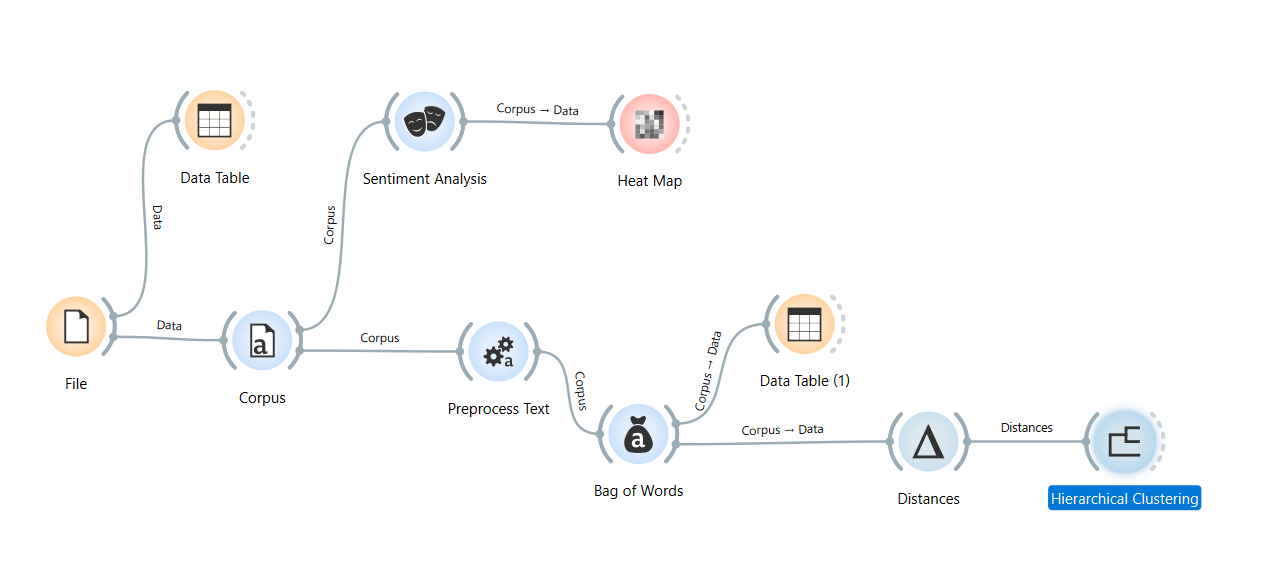 Data Table
Sentiment Analysis
Corpus → Data
Heat Map
Data
Corpus
File
Data
a
Corpus
Corpus
a
Preprocess Text
Corpus
a
Bag of Words
Corpus → Data
Data Table (1)
Corpus → Data
Distances
Distances
Hierarchical Clustering